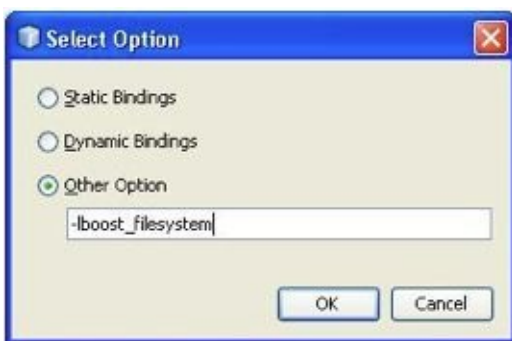 Select Option
Static Bindings
Dynamic Bindings
Other Option
-lboost_filesystem
OK
Cancel